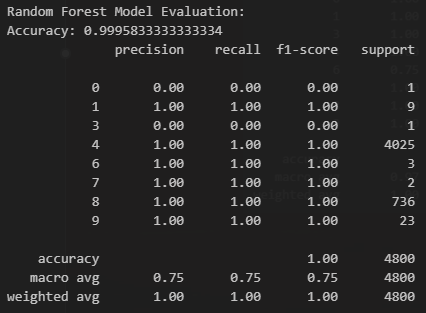 Random Forest Model Evaluation:
Accuracy: 0.9995833333333334
precision recall f1-score support
0 0.00 0.00 0.00 1
1 1.00 1.00 1.00 9
3 0.00 0.00 0.00 1
4 1.00 1.00 1.00 4025
6 1.00 1.00 1.00 3
7 1.00 1.00 1.00 2
8 1.00 1.00 1.00 736
9 1.00 1.00 1.00 23
accuracy 1.00 4800
macro avg 0.75 0.75 0.75 4800
weighted avg 1.00 1.00 1.00 4800